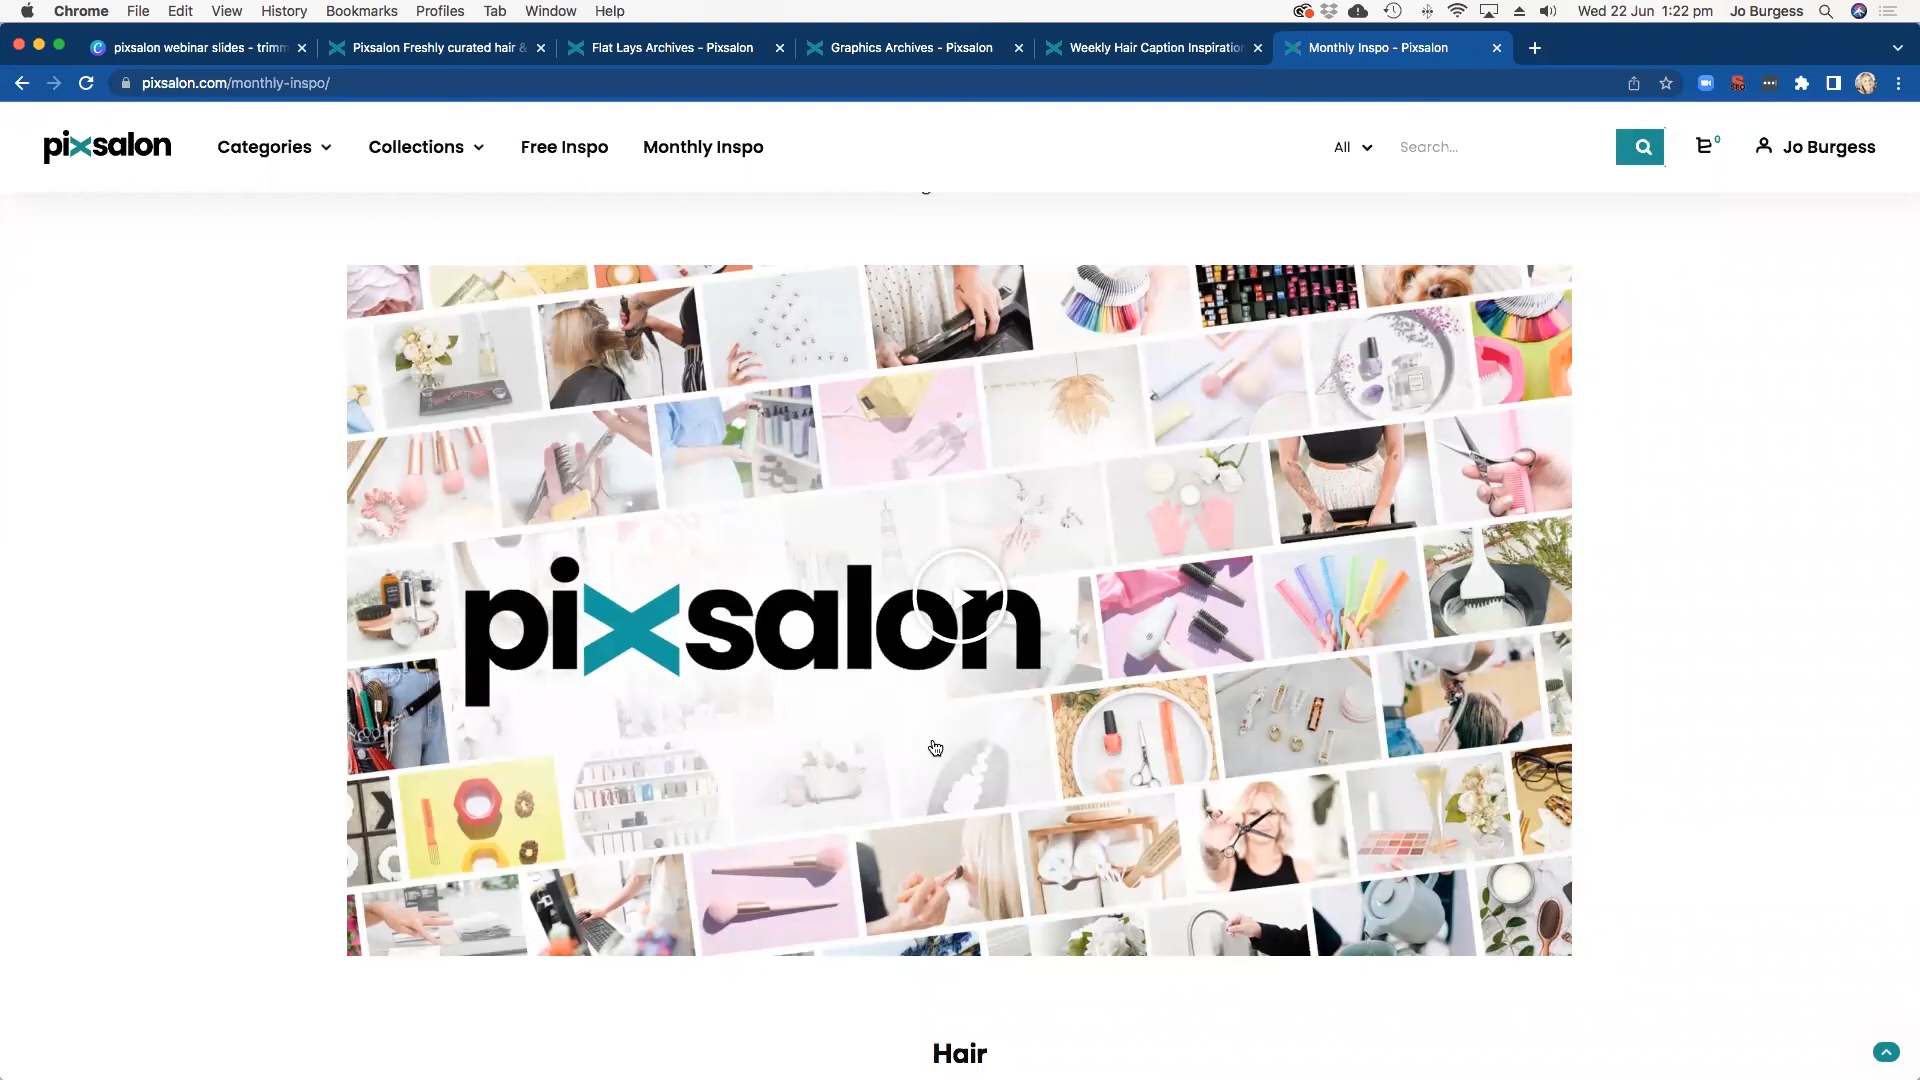 Chrome File Edit View History Bookmarks Profiles Tab Window Help
Wed 22 Jun 1:22 pm Jo Burgess
pixsalon webinar slides - trimm
Pixsalon Freshly curated hair &
Flat Lays Archives - Pixsalon
Graphics Archives - Pixsalon
Weekly Hair Caption Inspiration
Monthly Inspo - Pixsalon
pixsalon.com/monthly-inspo/
pixsalon
Categories
Collections
Free Inspo
Monthly Inspo
All
Search...
0
Jo Burgess
pixsalon
Hair